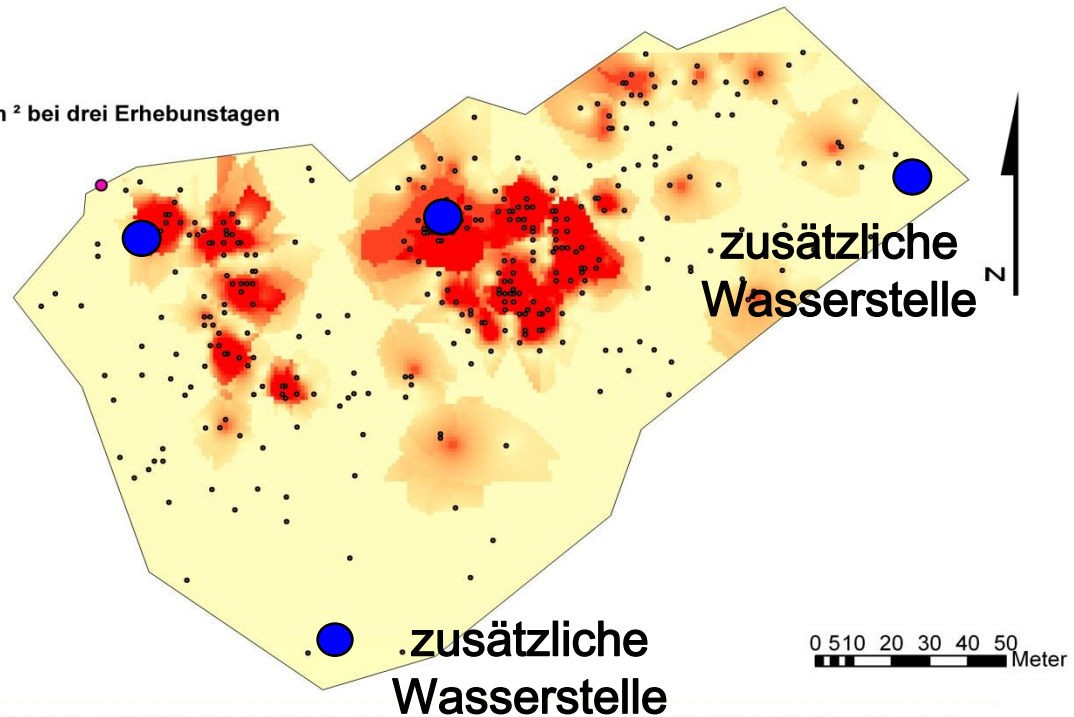 ² bei drei Erhebunstagen
zusätzliche
Wasserstelle
N
zusätzliche
Wasserstelle
0 5 10 20 30 40 50
Meter